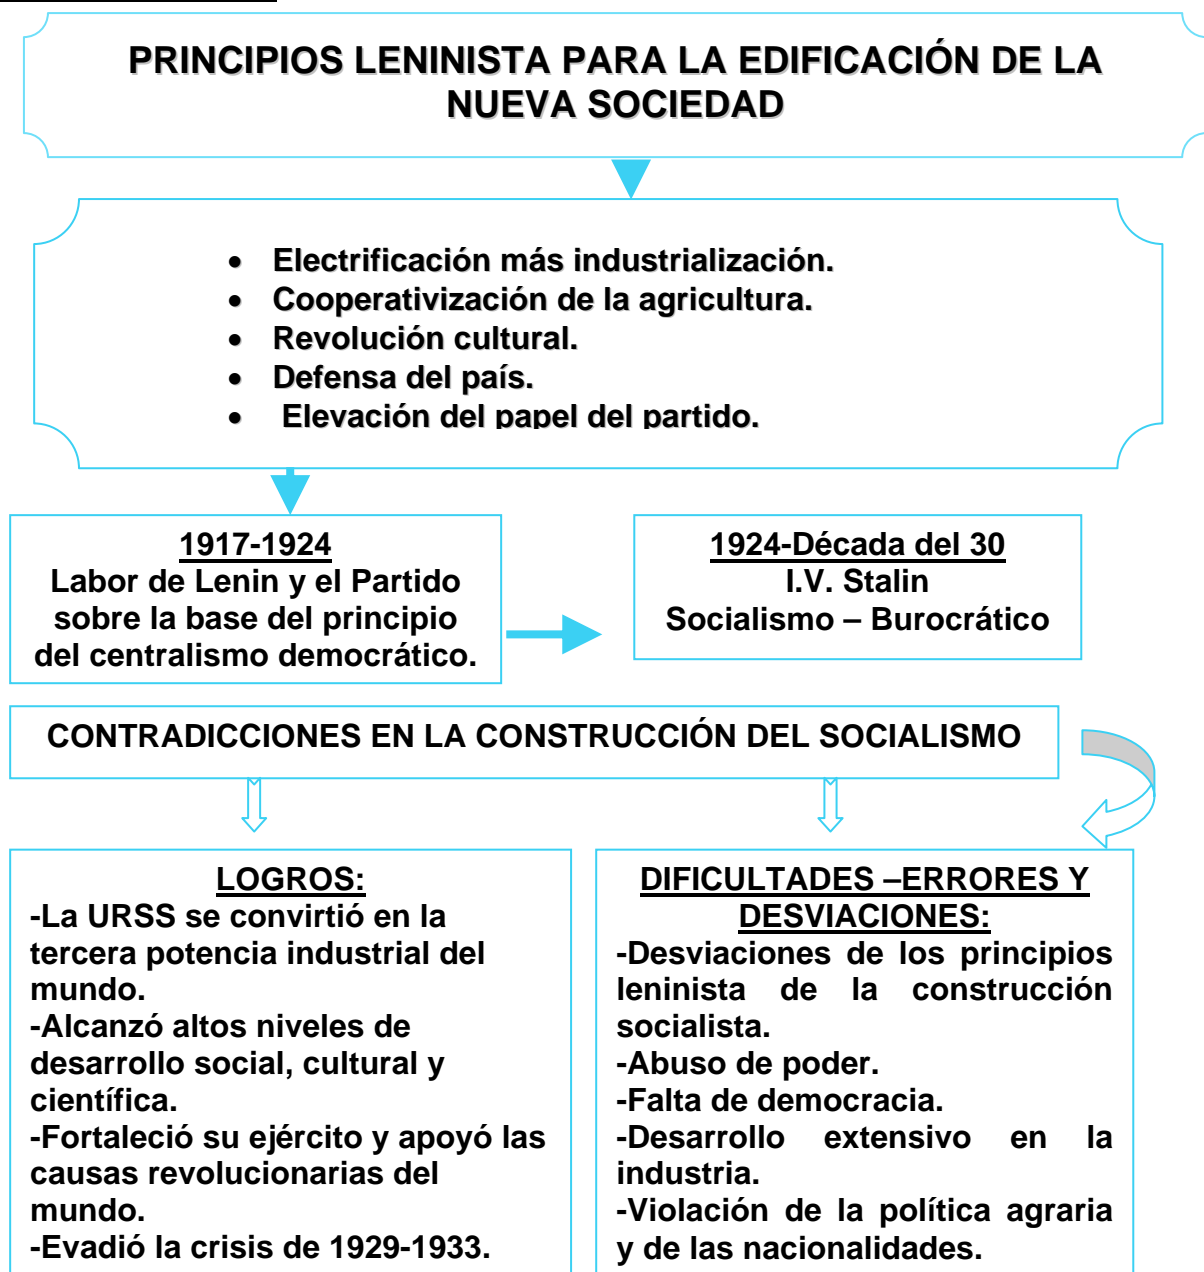 PRINCIPIOS LENINISTA PARA LA EDIFICACIÓN DE LA
NUEVA SOCIEDAD
• Electrificación más industrialización.
• Cooperativización de la agricultura.
• Revolución cultural.
• Defensa del país.
• Elevación del papel del partido.
1917-1924
Labor de Lenin y el Partido
sobre la base del principio
del centralismo democrático.
1924-Década del 30
I.V. Stalin
Socialismo – Burocrático
CONTRADICCIONES EN LA CONSTRUCCIÓN DEL SOCIALISMO
LOGROS:
-La URSS se convirtió en la
tercera potencia industrial del
mundo.
-Alcanzó altos niveles de
desarrollo social, cultural y
científica.
-Fortaleció su ejército y apoyó las
causas revolucionarias del
mundo.
-Evadió la crisis de 1929-1933.
DIFICULTADES –ERRORES Y
DESVIACIONES:
-Desviaciones de los principios
leninista de la construcción
socialista.
-Abuso de poder.
-Falta de democracia.
-Desarrollo extensivo en la
industria.
-Violación de la política agraria
y de las nacionalidades.